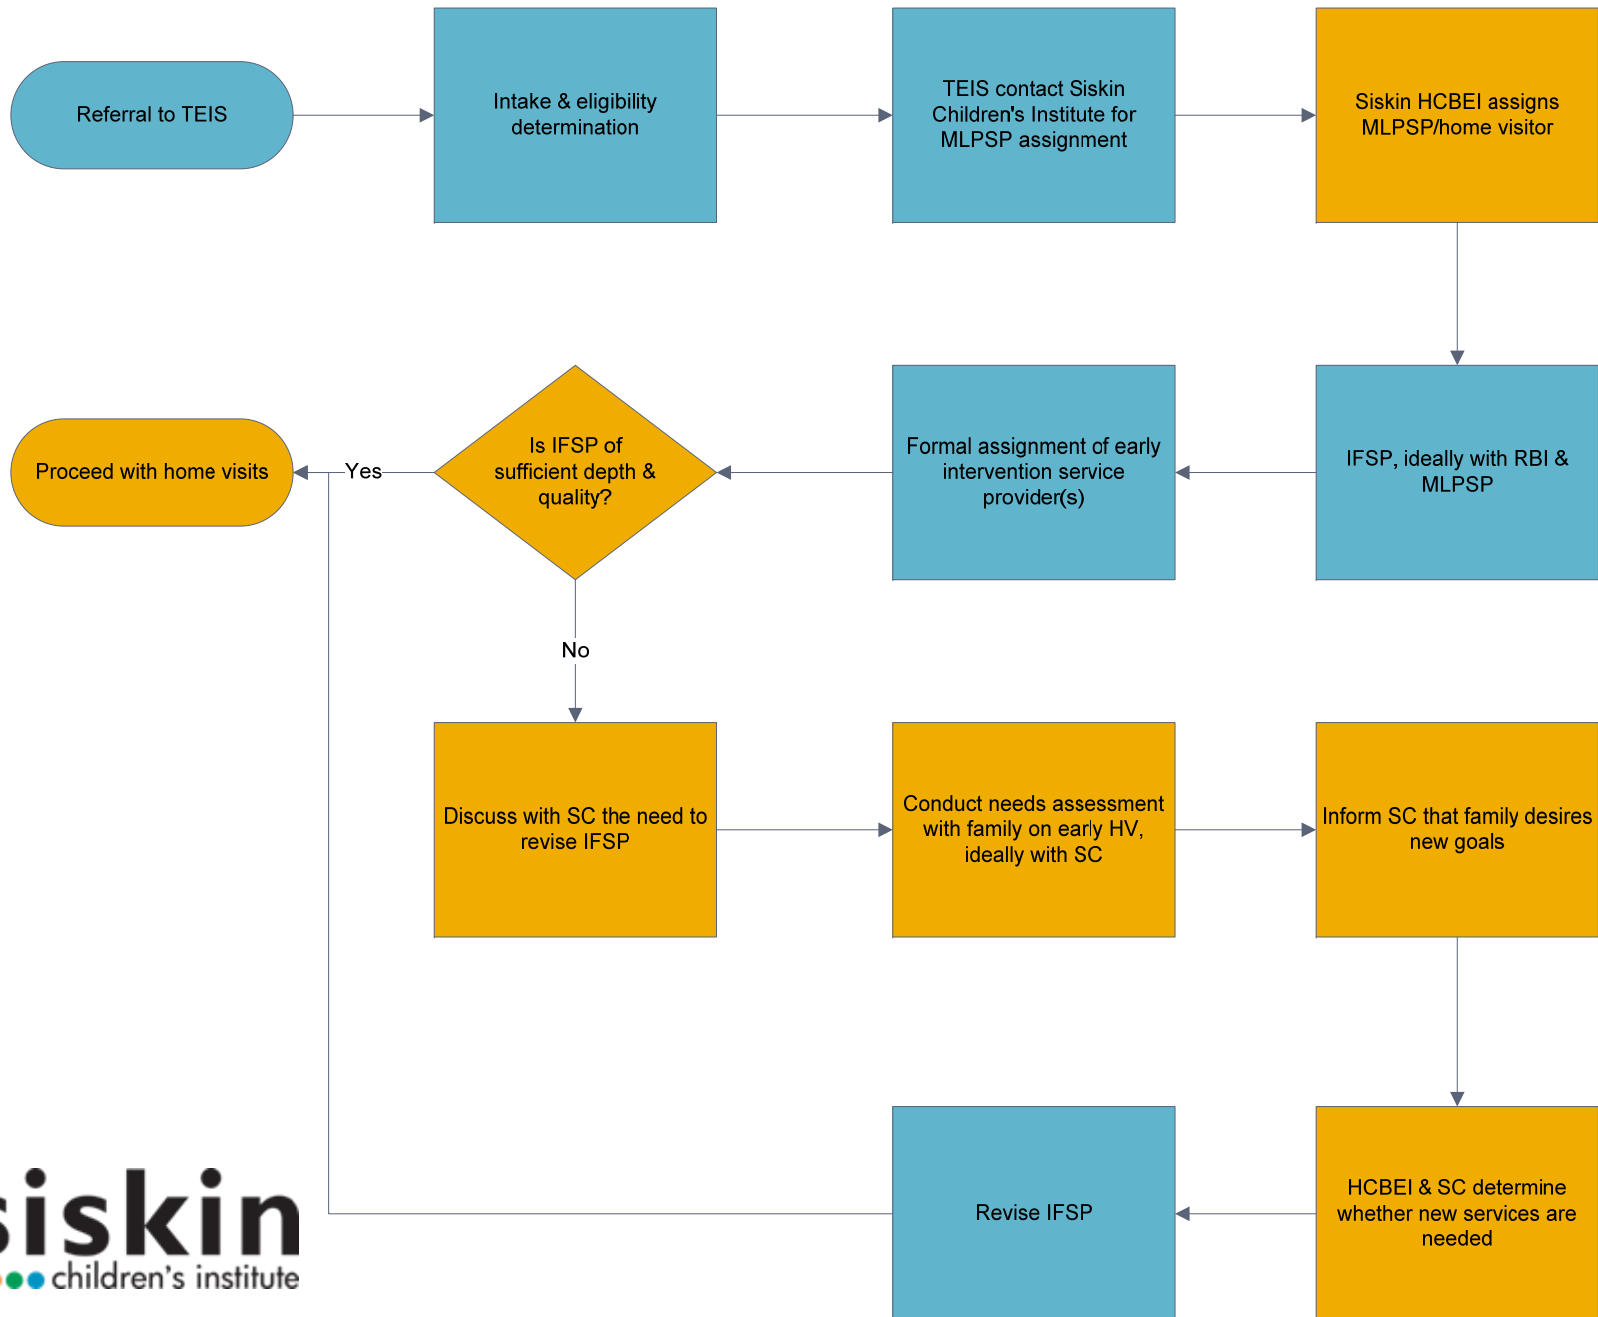 Referral to TEIS
Intake & eligibility
determination
TEIS contact Siskin
Children's Institute for
MLPSP assignment
Siskin HCBEI assigns
MLPSP/home visitor
Proceed with home visits
Yes
Is IFSP of
sufficient depth &
quality?
Formal assignment of early
intervention service
provider(s)
IFSP, ideally with RBI &
MLPSP
No
Discuss with SC the need to
revise IFSP
Conduct needs assessment
with family on early HV,
ideally with SC
Inform SC that family desires
new goals
Revise IFSP
HCBEI & SC determine
whether new services are
needed
siskin
children's institute